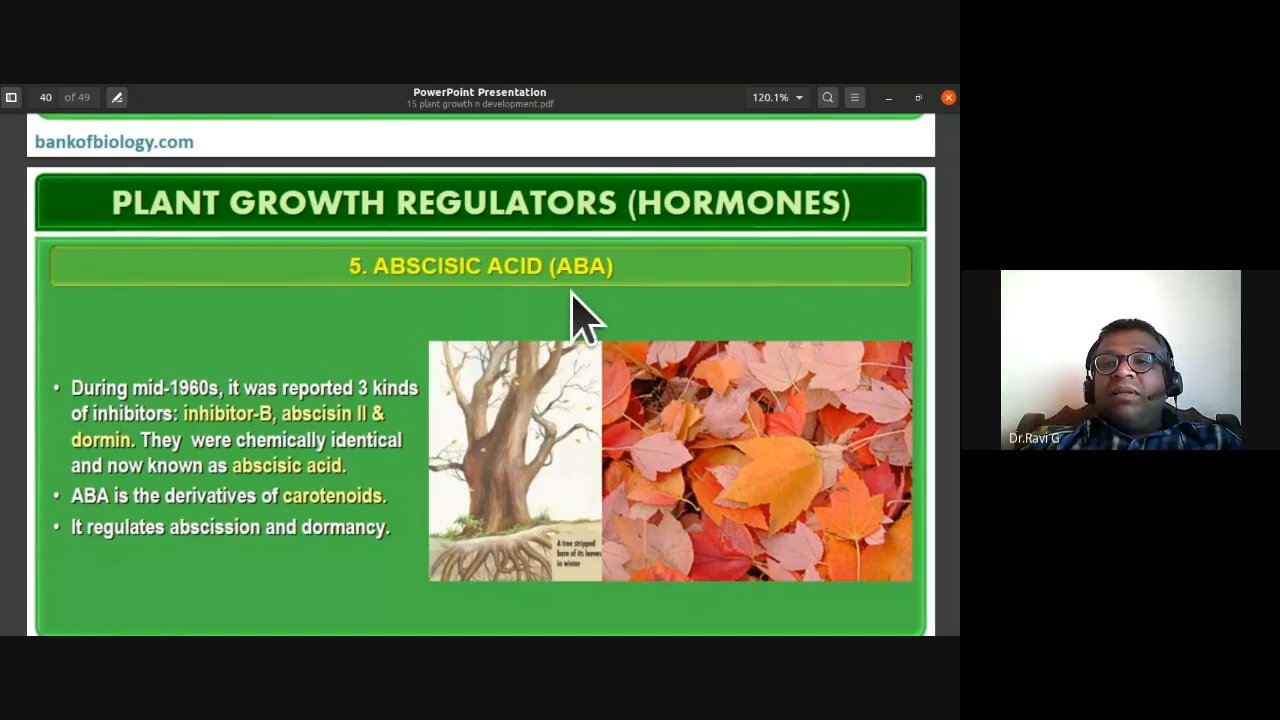 PowerPoint Presentation
40 of 49
15 plant growth n development.pdf
120.1%
bankofbiology.com
PLANT GROWTH REGULATORS (HORMONES)
5. ABSCISIC ACID (ABA)
• During mid-1960s, it was reported 3 kinds
of inhibitors: inhibitor-B, abscisin II &
dormin. They were chemically identical
and now known as abscisic acid.
• ABA is the derivatives of carotenoids.
• It regulates abscission and dormancy.
A tree stripped
bare of its leaves
in winter
Dr.Ravi G